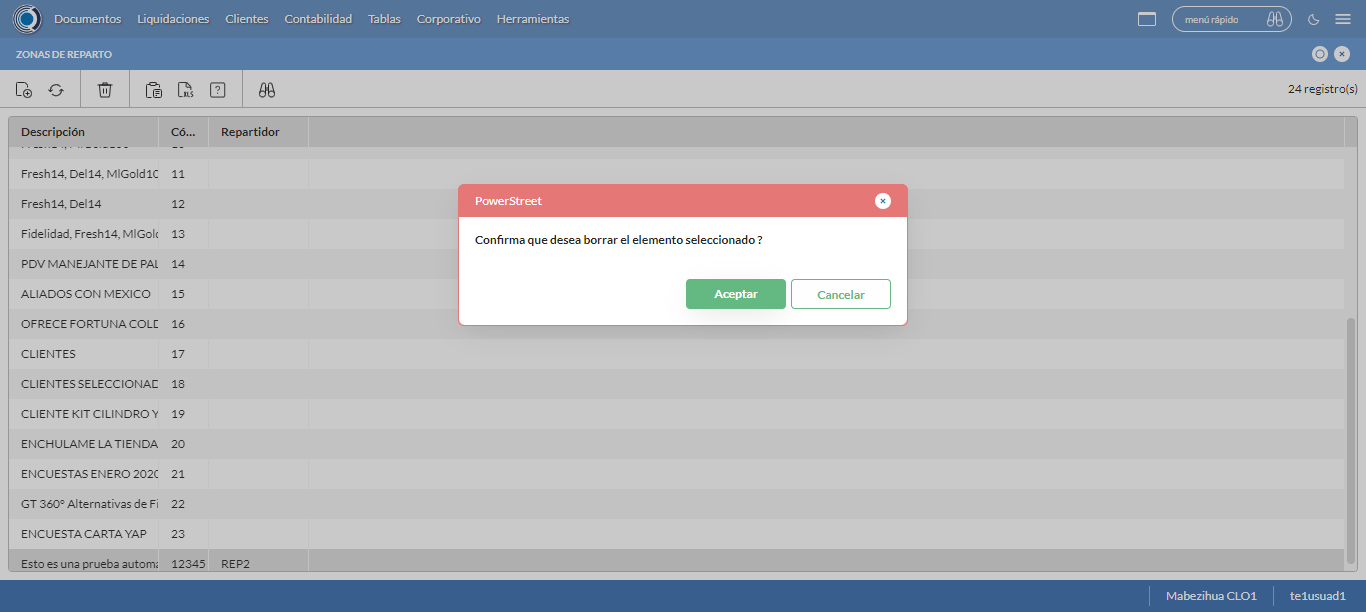 Documentos Liquidaciones Clientes Contabilidad Tablas Corporativo Herramientas menú rápido
ZONAS DE REPARTO
XLS ? 24 registro(s)
Descripción Có... Repartidor
Fresh14, Del14, MlGold10 11
Fresh14, Del14 12
Fidelidad, Fresh14, MlGold 13
PDV MANEJANTE DE PAL 14
ALIADOS CON MEXICO 15
OFRECE FORTUNA COLD 16
CLIENTES 17
CLIENTES SELECCIONAD 18
CLIENTE KIT CILINDRO Y 19
ENCHULAME LA TIENDA 20
ENCUESTAS ENERO 2020 21
GT 360° Alternativas de Fi 22
ENCUESTA CARTA YAP 23
Esto es una prueba automa 12345 REP2
PowerStreet
Confirma que desea borrar el elemento seleccionado ?
Aceptar Cancelar
Mabezihua CLO1 te1usuad1